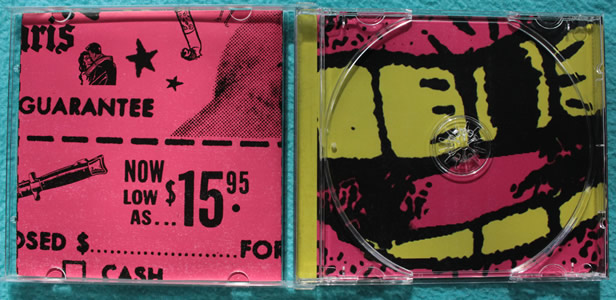 aris
GUARANTEE
NOW
LOW
AS... $15.95
OSED $..................FOR
CASH